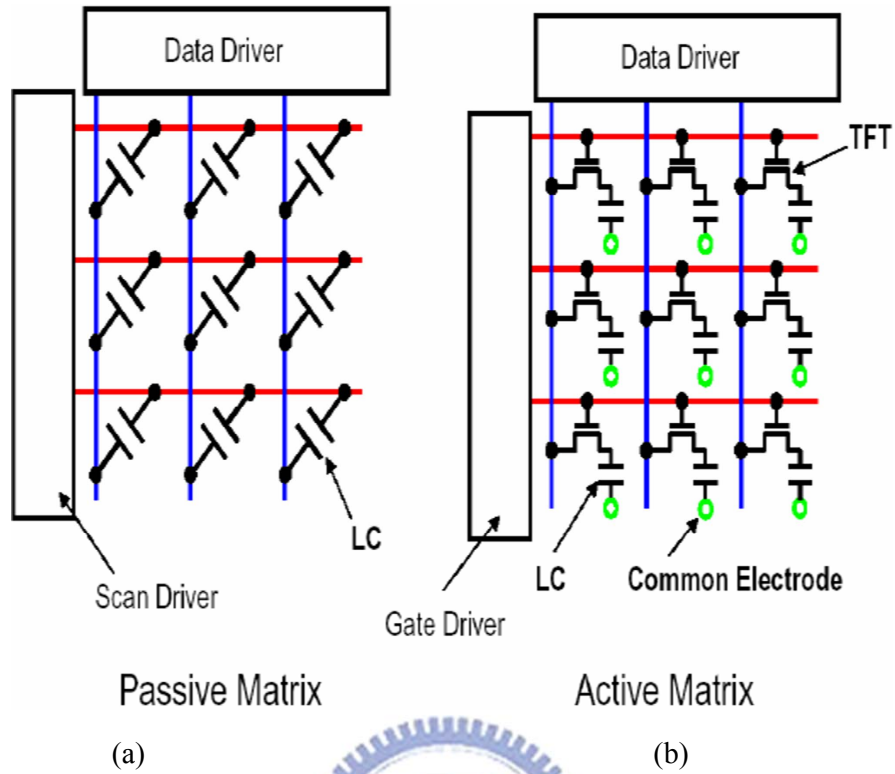 Data Driver
Data Driver
TFT
LC
Scan Driver
LC
Common Electrode
Gate Driver
Passive Matrix
Active Matrix
(a)
(b)